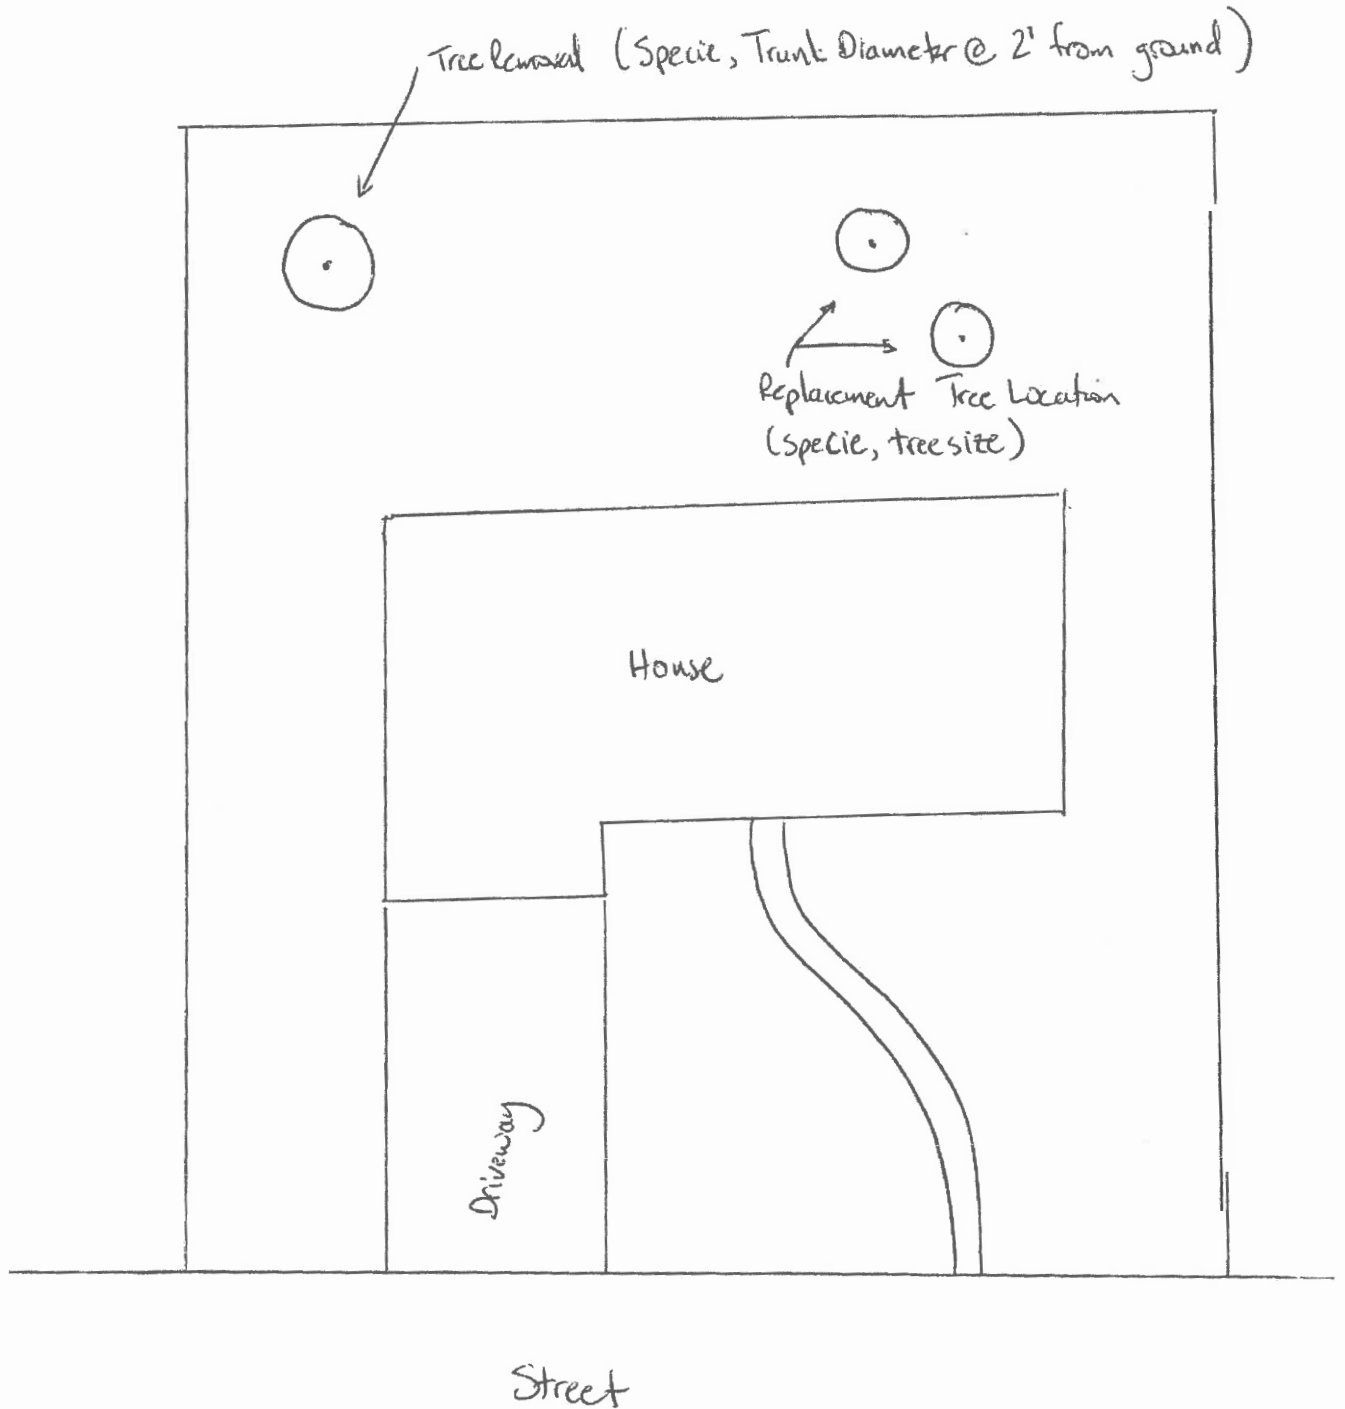 Tree Removal (Specie, Trunk Diameter @ 2' from ground)
Replacement Tree Location
(specie, tree size)
House
Driveway
Street